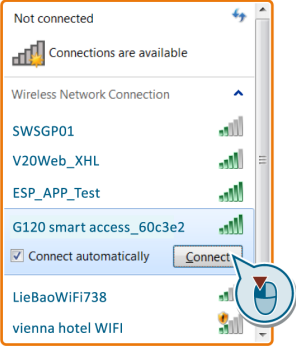 Not connected
Connections are available
Wireless Network Connection
SWSGP01
V20Web_XHL
ESP_APP_Test
G120 smart access_60c3e2
Connect automatically
Connect
LieBaoWiFi738
vienna hotel WIFI